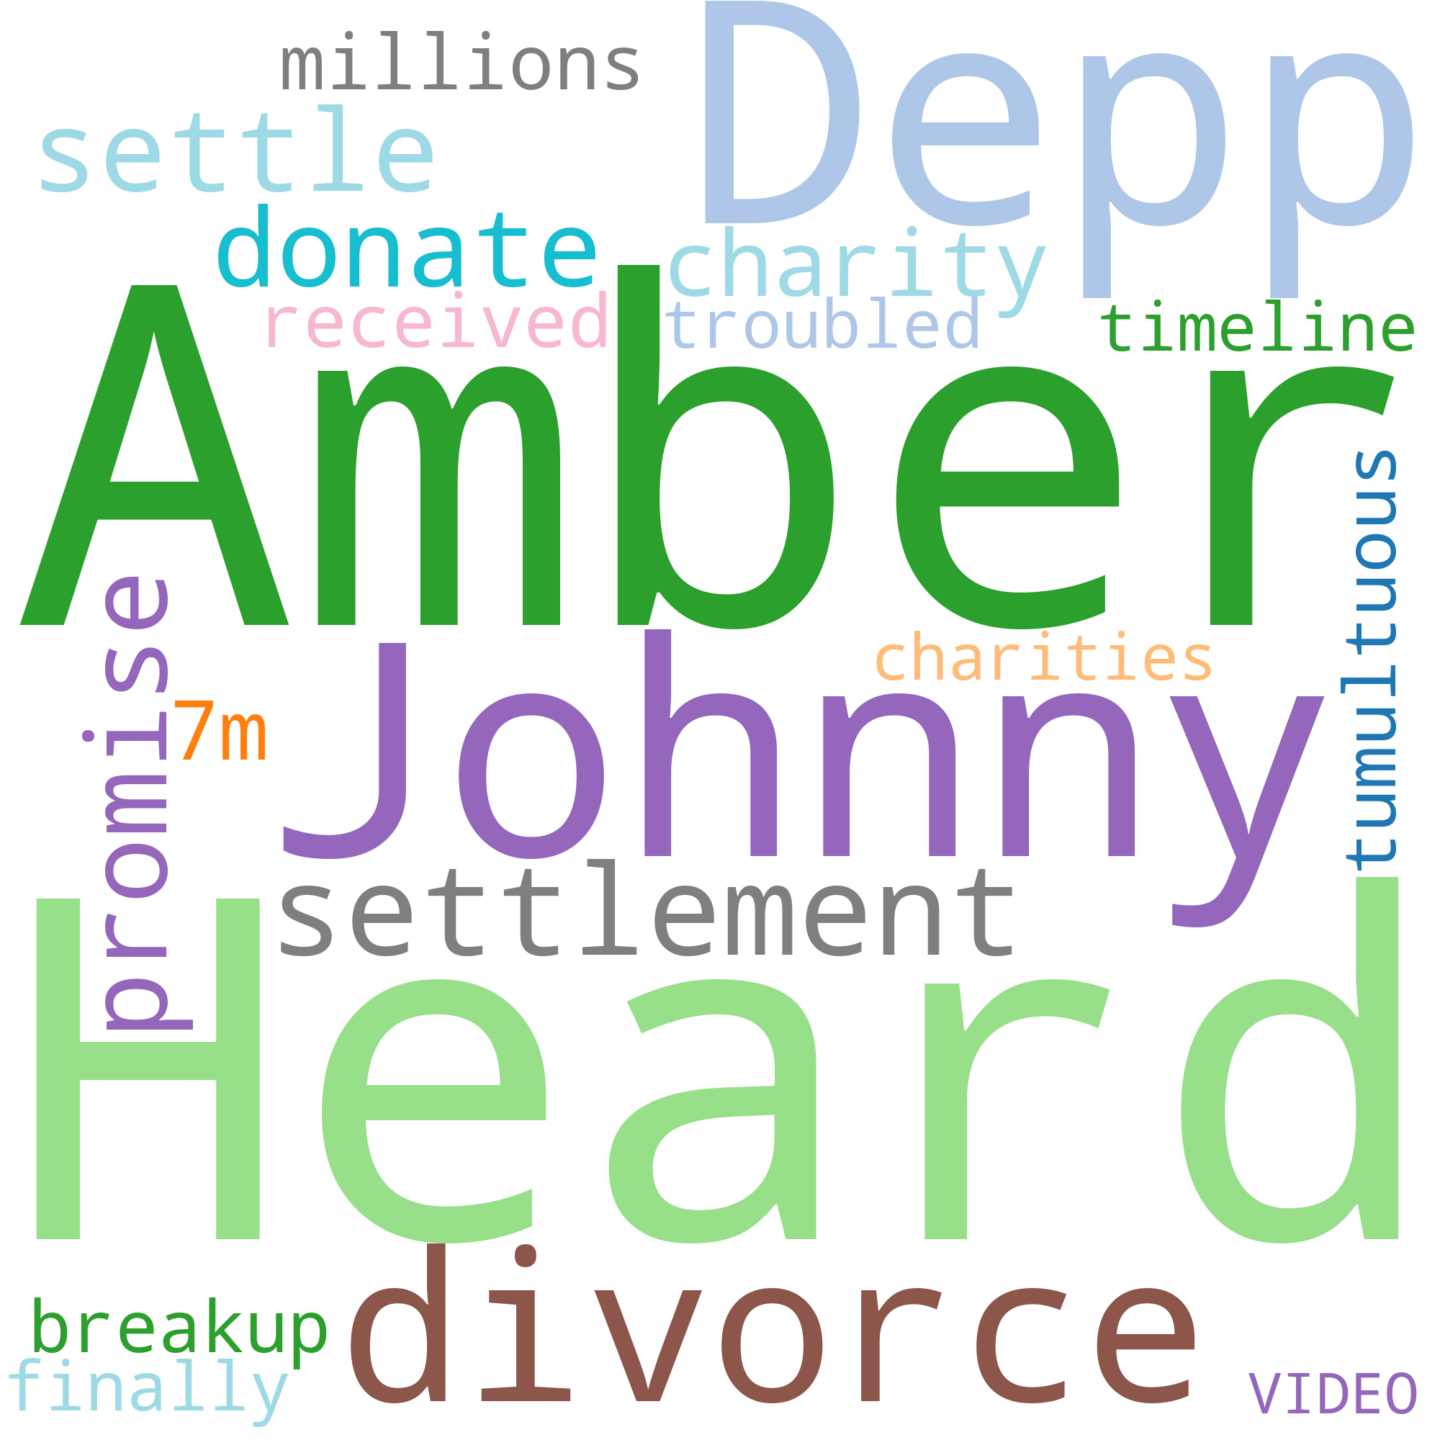 millions
Depp
settle
donate
charity
received
troubled
timeline
Amber
tumultuous
promise
charities
7m
Johnny
settlement
Heard
divorce
breakup
finally
VIDEO